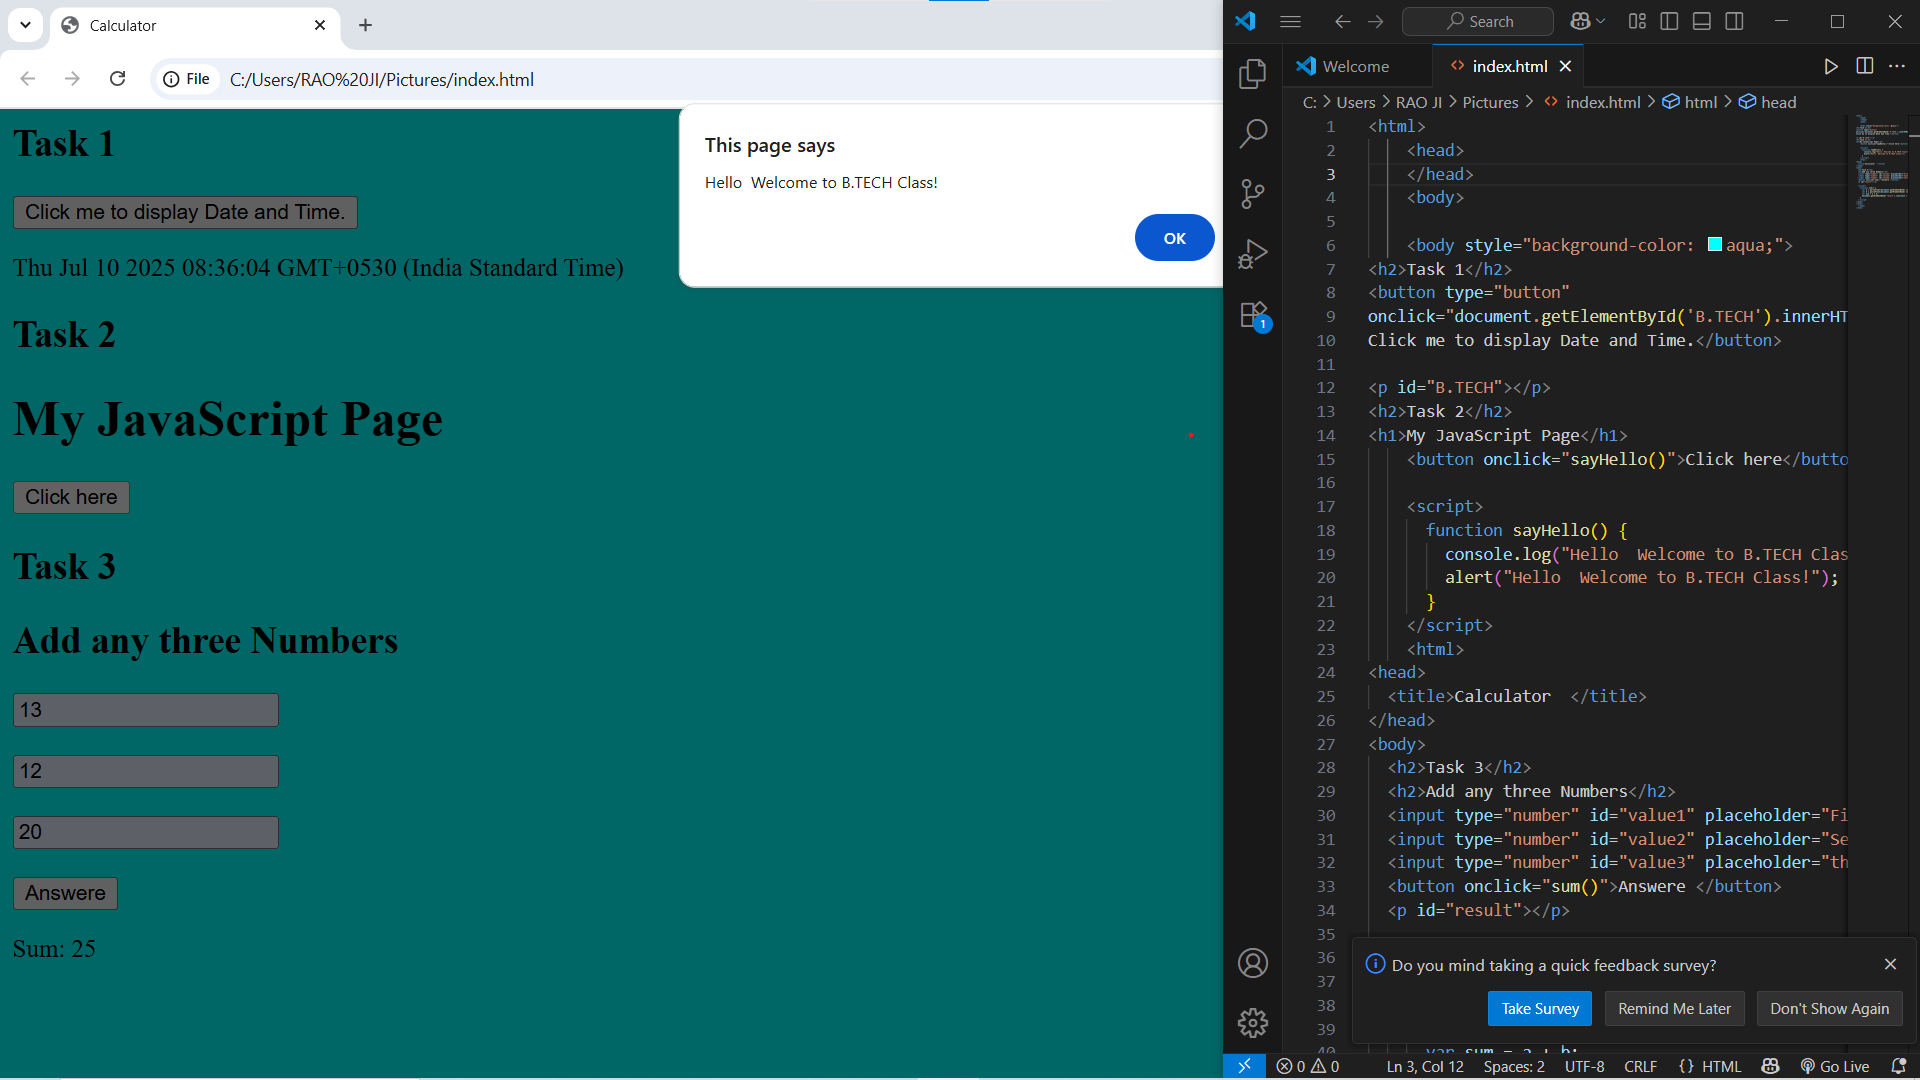 Calculator
File
C:/Users/RAO%20JI/Pictures/index.html
Task 1
Click me to display Date and Time.
Thu Jul 10 2025 08:36:04 GMT+0530 (India Standard Time)
Task 2
My JavaScript Page
Click here
Task 3
Add any three Numbers
13
12
20
Answere
Sum: 25
This page says
Hello  Welcome to B.TECH Class!
OK
Search
Welcome
index.html
C: > Users > RAO JI > Pictures > <> index.html > html > head
1 <html>
2 <head>
3 </head>
4 <body>
5
6 <body style="background-color: aqua;">
7 <h2>Task 1</h2>
8 <button type="button"
9 onclick="document.getElementById('B.TECH').innerHT
10 Click me to display Date and Time.</button>
11
12 <p id="B.TECH"></p>
13 <h2>Task 2</h2>
14 <h1>My JavaScript Page</h1>
15 <button onclick="sayHello()">Click here</butto
16
17 <script>
18 function sayHello() {
19 console.log("Hello  Welcome to B.TECH Clas
20 alert("Hello  Welcome to B.TECH Class!");
21 }
22 </script>
23 <html>
24 <head>
25 <title>Calculator  </title>
26 </head>
27 <body>
28 <h2>Task 3</h2>
29 <h2>Add any three Numbers</h2>
30 <input type="number" id="value1" placeholder="Fi
31 <input type="number" id="value2" placeholder="Se
32 <input type="number" id="value3" placeholder="th
33 <button onclick="sum()">Answere </button>
34 <p id="result"></p>
35
36
37
38
39
40 var sum = a + b;
1
Do you mind taking a quick feedback survey?
Take Survey
Remind Me Later
Don't Show Again
0 0
Ln 3, Col 12
Spaces: 2
UTF-8
CRLF
{} HTML
Go Live